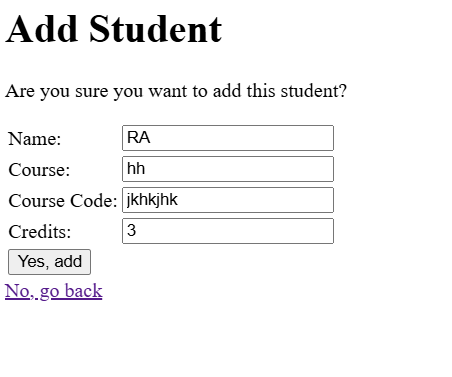 Add Student
Are you sure you want to add this student?
Name: RA
Course: hh
Course Code: jkhkjhk
Credits: 3
Yes, add
No, go back